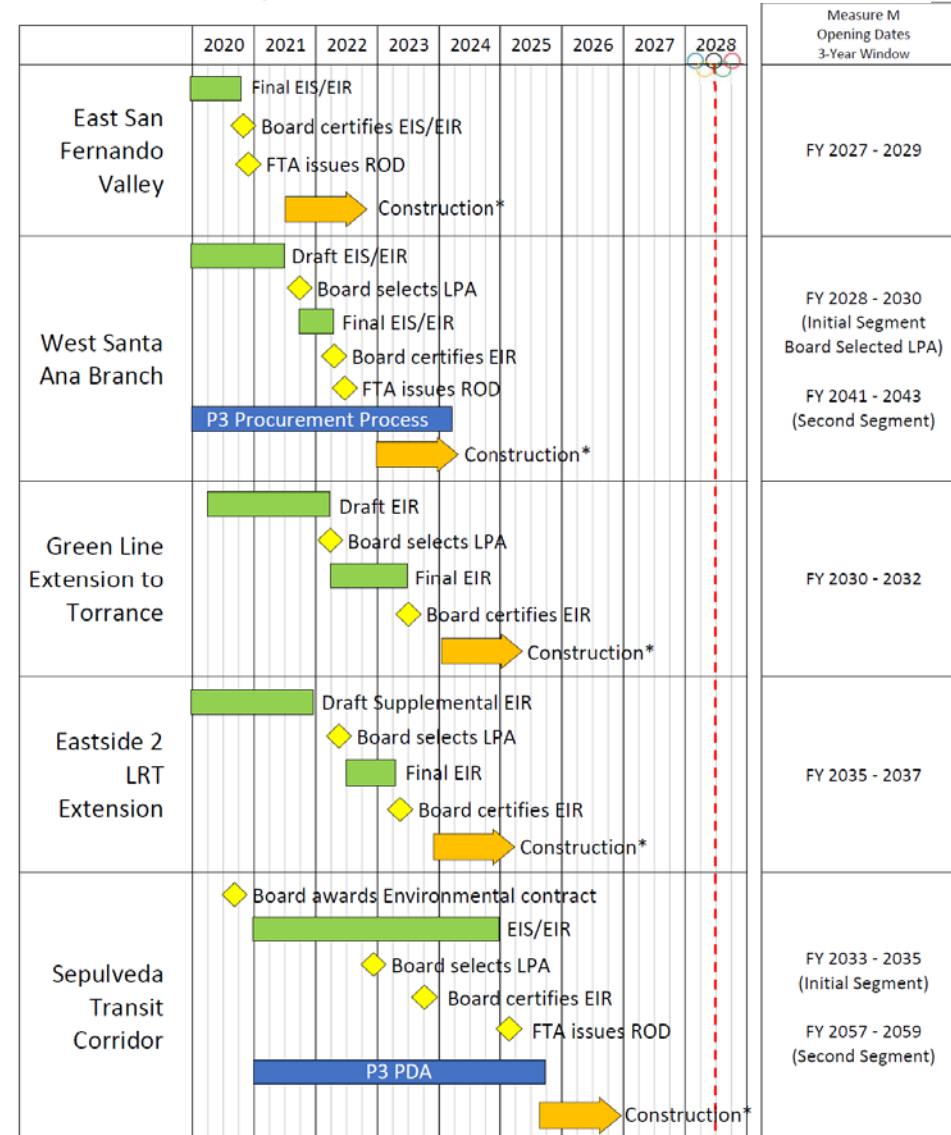 Measure M
Opening Dates
3-Year Window
2020 2021 2022 2023 2024 2025 2026 2027 2028
East San
Fernando
Valley
Final EIS/EIR
Board certifies EIS/EIR
FTA issues ROD
Construction*
FY 2027 - 2029
West Santa
Ana Branch
Draft EIS/EIR
Board selects LPA
Final EIS/EIR
Board certifies EIR
FTA issues ROD
P3 Procurement Process
Construction*
FY 2028 - 2030
(Initial Segment
Board Selected LPA)
FY 2041 - 2043
(Second Segment)
Green Line
Extension to
Torrance
Draft EIR
Board selects LPA
Final EIR
Board certifies EIR
Construction*
FY 2030 - 2032
Eastside 2
LRT
Extension
Draft Supplemental EIR
Board selects LPA
Final EIR
Board certifies EIR
Construction*
FY 2035 - 2037
Sepulveda
Transit
Corridor
Board awards Environmental contract
EIS/EIR
Board selects LPA
Board certifies EIR
FTA issues ROD
P3 PDA
Construction*
FY 2033 - 2035
(Initial Segment)
FY 2057 - 2059
(Second Segment)